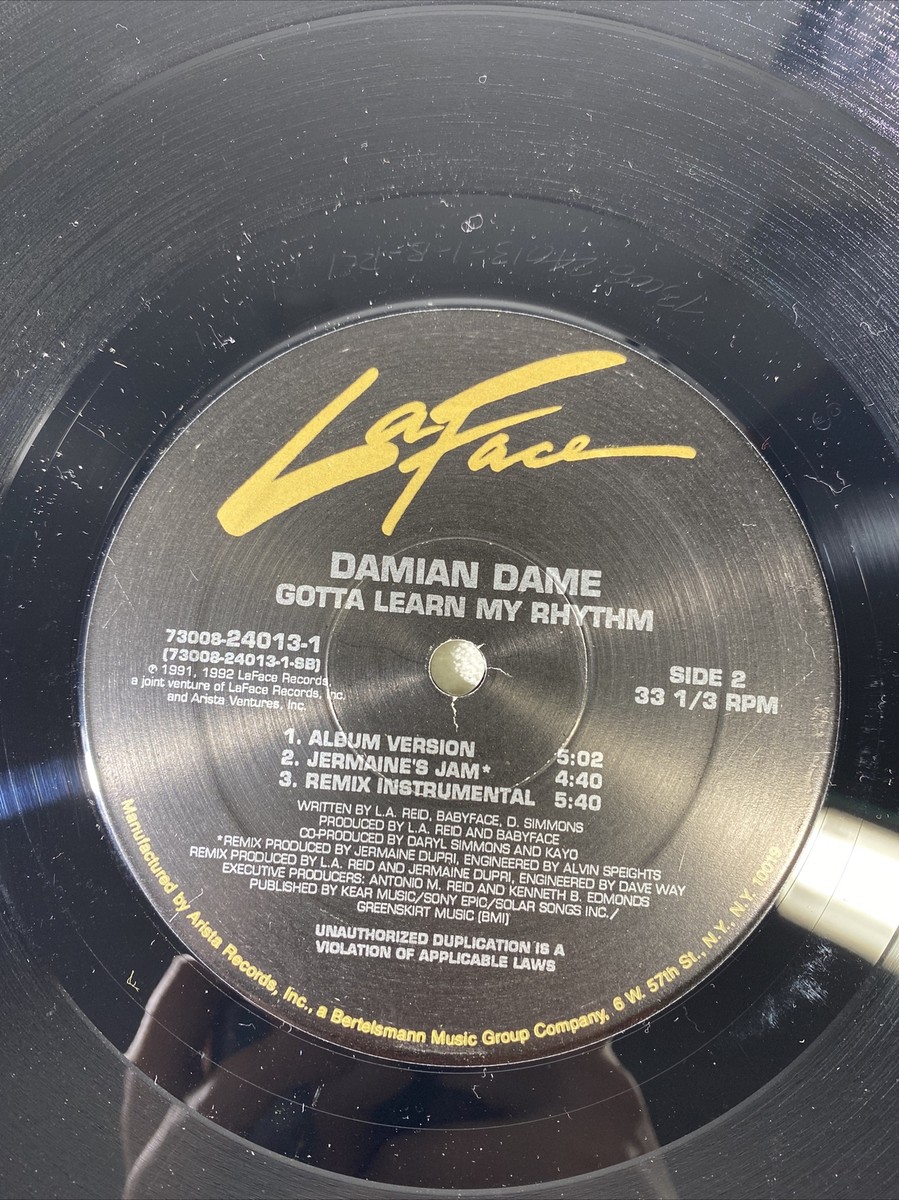 LaFace
DAMIAN DAME
GOTTA LEARN MY RHYTHM
73008-24013-1
(73008-24013-1-SB)
℗ 1991, 1992 LaFace Records,
a joint venture of LaFace Records, Inc.
and Arista Ventures, Inc.
SIDE 2
33 1/3 RPM
1. ALBUM VERSION 5:02
2. JERMAINE'S JAM* 4:40
3. REMIX INSTRUMENTAL 5:40
WRITTEN BY L.A. REID, BABYFACE, D. SIMMONS
PRODUCED BY L.A. REID AND BABYFACE
CO-PRODUCED BY DARYL SIMMONS AND KAYO
*REMIX PRODUCED BY JERMAINE DUPRI, ENGINEERED BY ALVIN SPEIGHTS
REMIX PRODUCED BY L.A. REID AND JERMAINE DUPRI, ENGINEERED BY DAVE WAY
EXECUTIVE PRODUCERS: ANTONIO M. REID AND KENNETH B. EDMONDS
PUBLISHED BY KEAR MUSIC/SONY EPIC/SOLAR SONGS INC./
GREENSKIRT MUSIC (BMI)
UNAUTHORIZED DUPLICATION IS A
VIOLATION OF APPLICABLE LAWS
Manufactured by Arista Records, Inc., a Bertelsmann Music Group Company, 6 W. 57th St., N.Y., N.Y. 10019